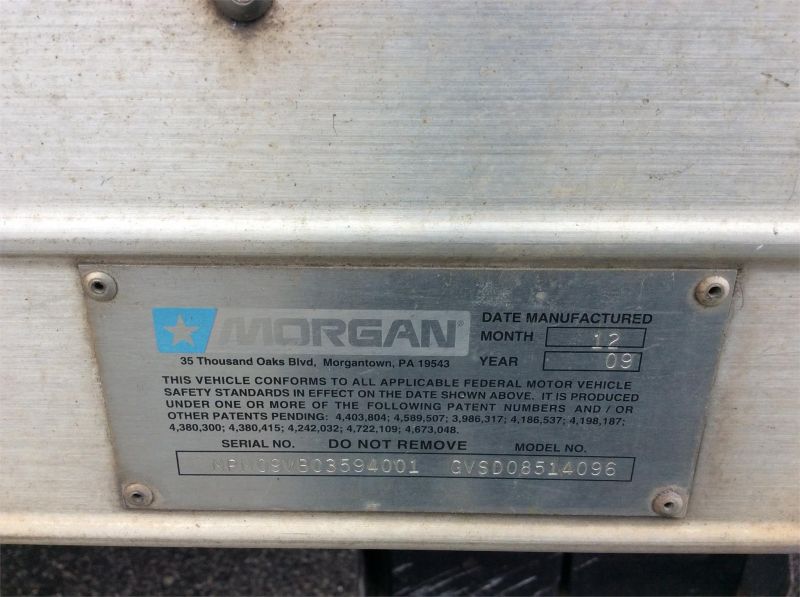 MORGAN®
35 Thousand Oaks Blvd, Morgantown, PA 19543
DATE MANUFACTURED
MONTH 12
YEAR 09
THIS VEHICLE CONFORMS TO ALL APPLICABLE FEDERAL MOTOR VEHICLE
SAFETY STANDARDS IN EFFECT ON THE DATE SHOWN ABOVE. IT IS PRODUCED
UNDER ONE OR MORE OF THE FOLLOWING PATENT NUMBERS AND / OR
OTHER PATENTS PENDING: 4,403,804; 4,589,507; 3,986,317; 4,186,537; 4,198,187;
4,380,300; 4,380,415; 4,242,032; 4,722,109; 4,673,048.
SERIAL NO. DO NOT REMOVE MODEL NO.
GVSD08514096